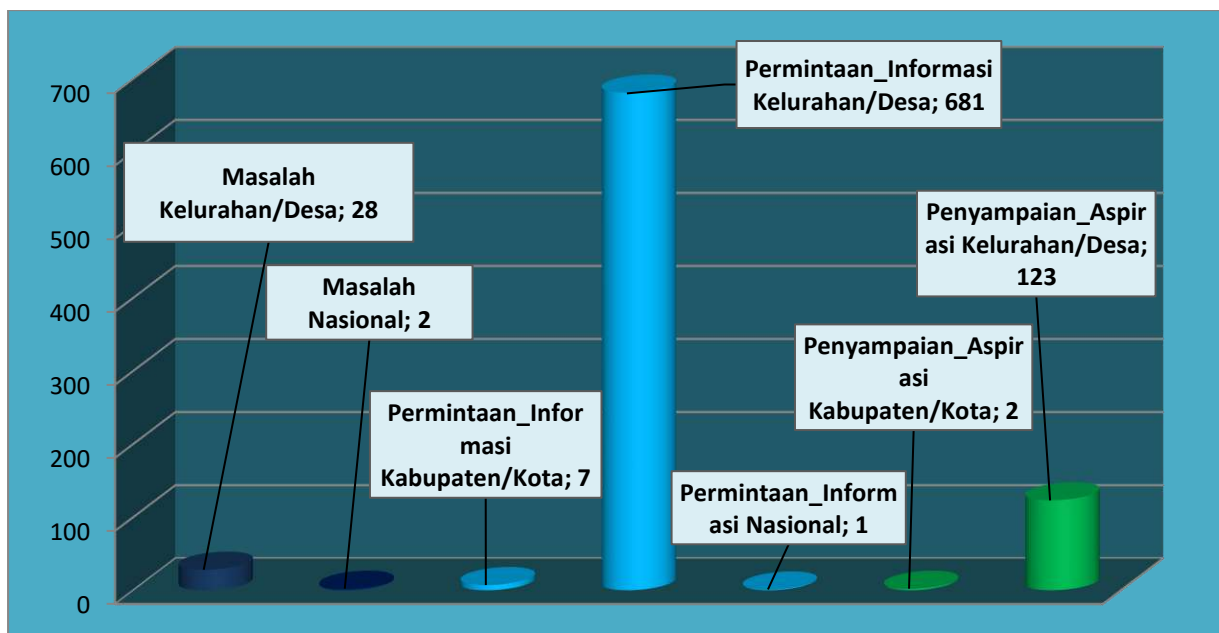 700
600
500
400
300
200
100
0
Masalah
Kelurahan/Desa; 28
Masalah
Nasional; 2
Permintaan_Infor
masi
Kabupaten/Kota; 7
Permintaan_Informasi
Kelurahan/Desa; 681
Permintaan_Inform
asi Nasional; 1
Penyampaian_Aspir
asi
Kabupaten/Kota; 2
Penyampaian_Aspir
asi Kelurahan/Desa;
123